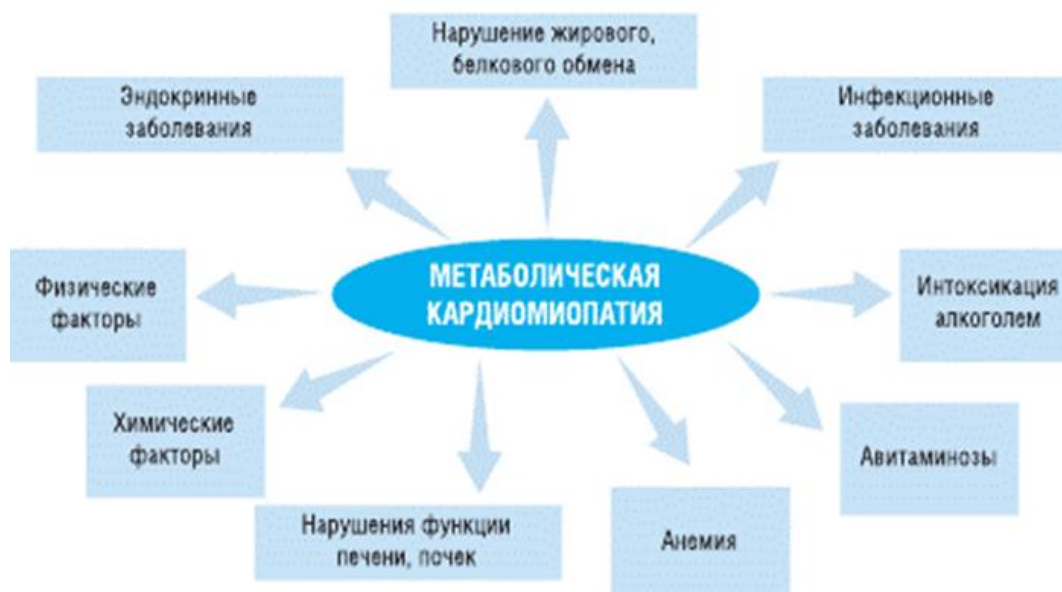 Нарушение жирового,
белкового обмена
Эндокринные
заболевания
Инфекционные
заболевания
МЕТАБОЛИЧЕСКАЯ
КАРДИОМИОПАТИЯ
Физические
факторы
Интоксикация
алкоголем
Химические
факторы
Авитаминозы
Нарушения функции
печени, почек
Анемия